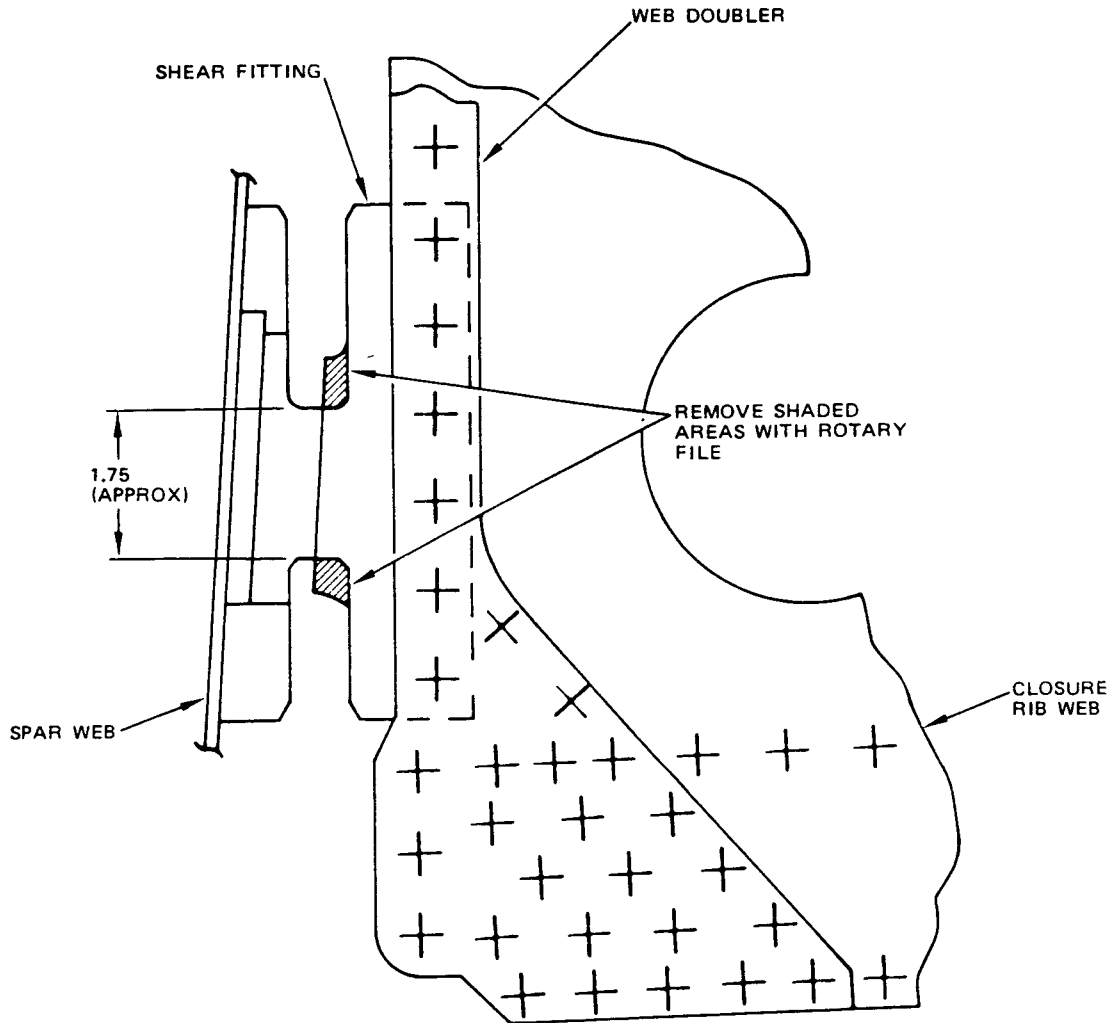 WEB DOUBLER
SHEAR FITTING
REMOVE SHADED
AREAS WITH ROTARY
FILE
1.75
(APPROX)
CLOSURE
RIB WEB
SPAR WEB